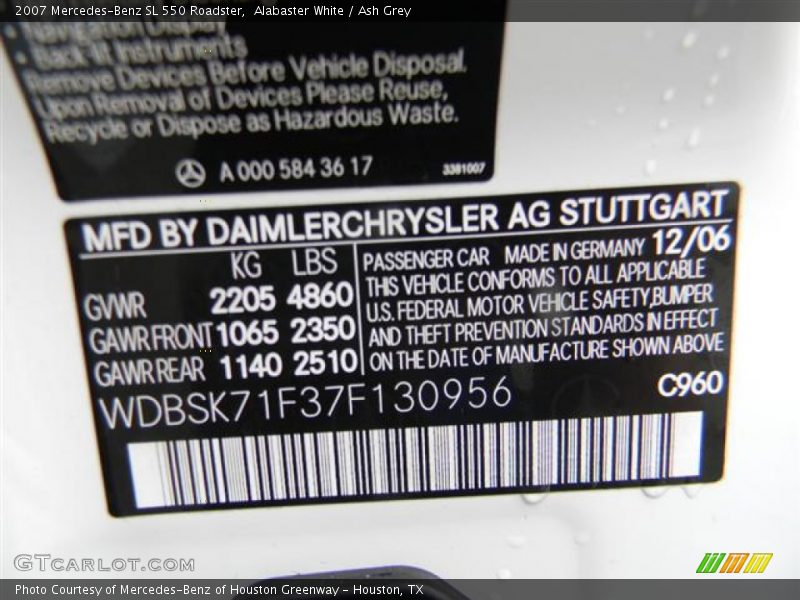 2007 Mercedes-Benz SL 550 Roadster,  Alabaster White / Ash Grey
• Navigation Display
• Back lit Instruments
Remove Devices Before Vehicle Disposal.
Upon Removal of Devices Please Reuse,
Recycle or Dispose as Hazardous Waste.
A 000 584 36 17 3381007
MFD BY DAIMLERCHRYSLER AG STUTTGART
KG LBS PASSENGER CAR MADE IN GERMANY 12/06
GVWR 2205 4860 THIS VEHICLE CONFORMS TO ALL APPLICABLE
U.S. FEDERAL MOTOR VEHICLE SAFETY,BUMPER
GAWR FRONT 1065 2350 AND THEFT PREVENTION STANDARDS IN EFFECT
GAWR REAR 1140 2510 ON THE DATE OF MANUFACTURE SHOWN ABOVE
WDBSK71F37F130956 C960
GTCARLOT.COM
Photo Courtesy of Mercedes-Benz of Houston Greenway - Houston, TX